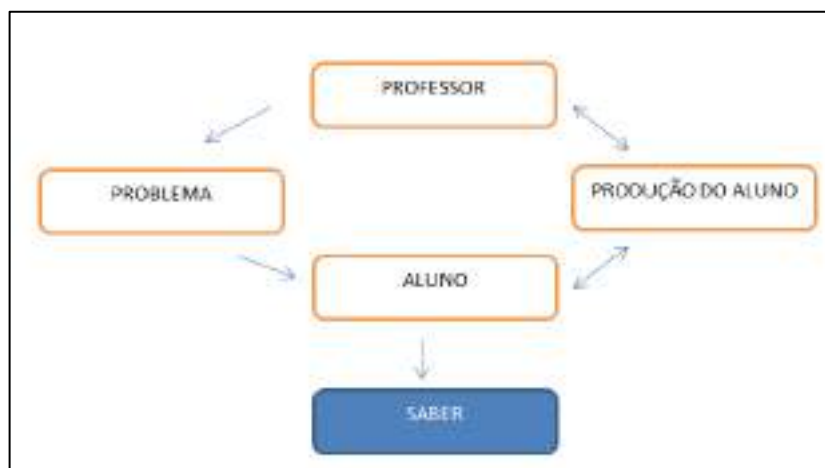 PROFESSOR
PROBLEMA
PRODUÇÃO DO ALUNO
ALUNO
SABER